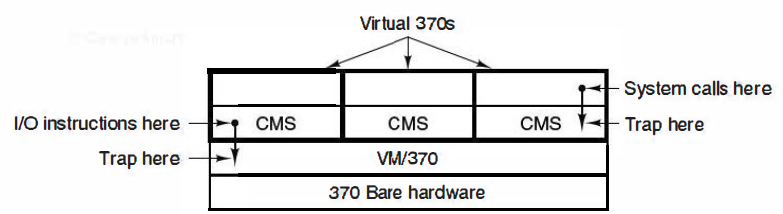 Virtual 370s
System calls here
I/O instructions here
CMS
CMS
CMS
Trap here
Trap here
VM/370
370 Bare hardware